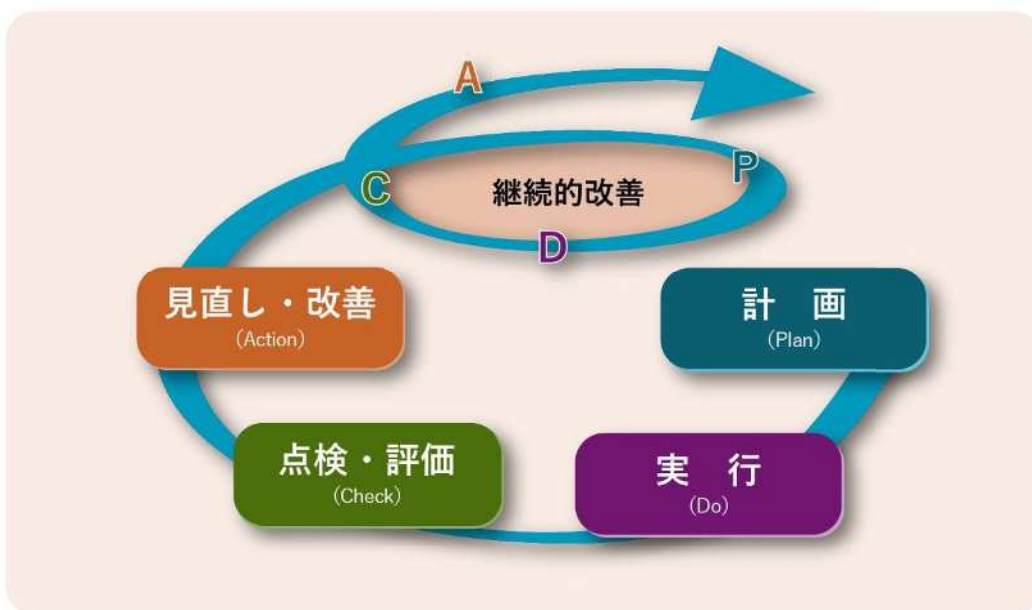 A
P
C
継続的改善
D
見直し・改善
(Action)
計　画
(Plan)
点検・評価
(Check)
実　行
(Do)